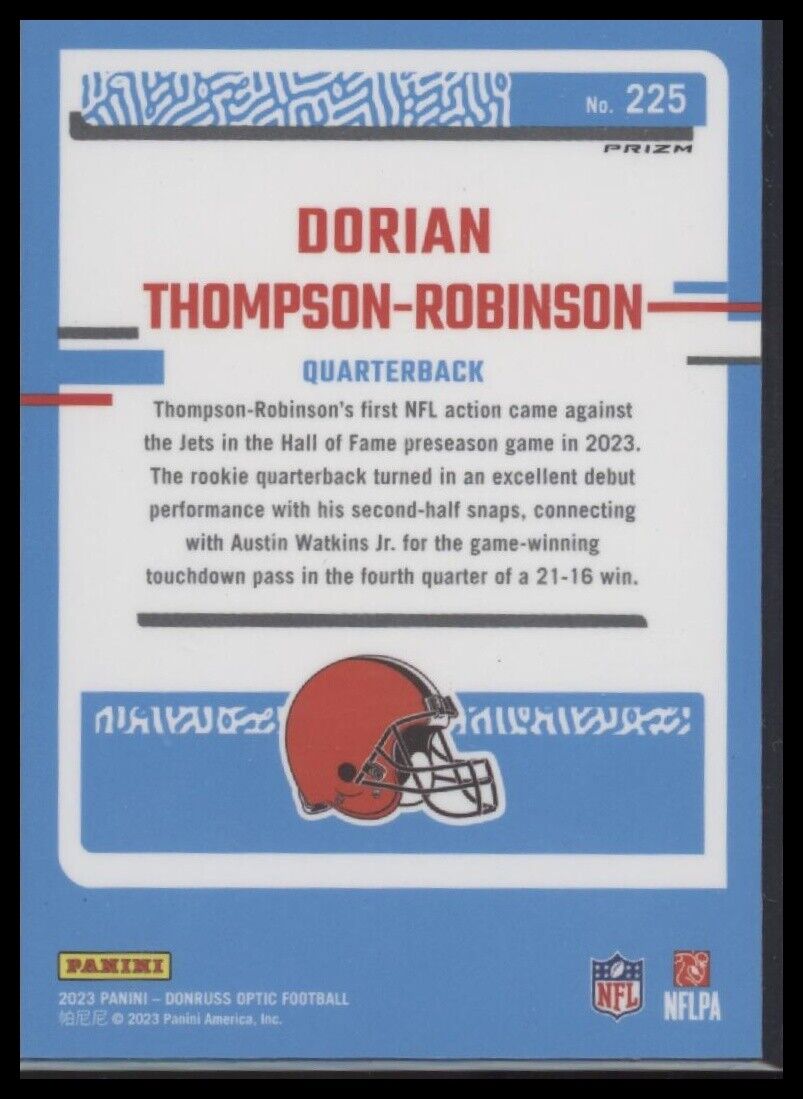 No. 225
PRIZM
DORIAN
THOMPSON-ROBINSON
QUARTERBACK
Thompson-Robinson's first NFL action came against
the Jets in the Hall of Fame preseason game in 2023.
The rookie quarterback turned in an excellent debut
performance with his second-half snaps, connecting
with Austin Watkins Jr. for the game-winning
touchdown pass in the fourth quarter of a 21-16 win.
PANINI
2023 PANINI – DONRUSS OPTIC FOOTBALL
帕尼尼 © 2023 Panini America, Inc.
NFL
NFLPA